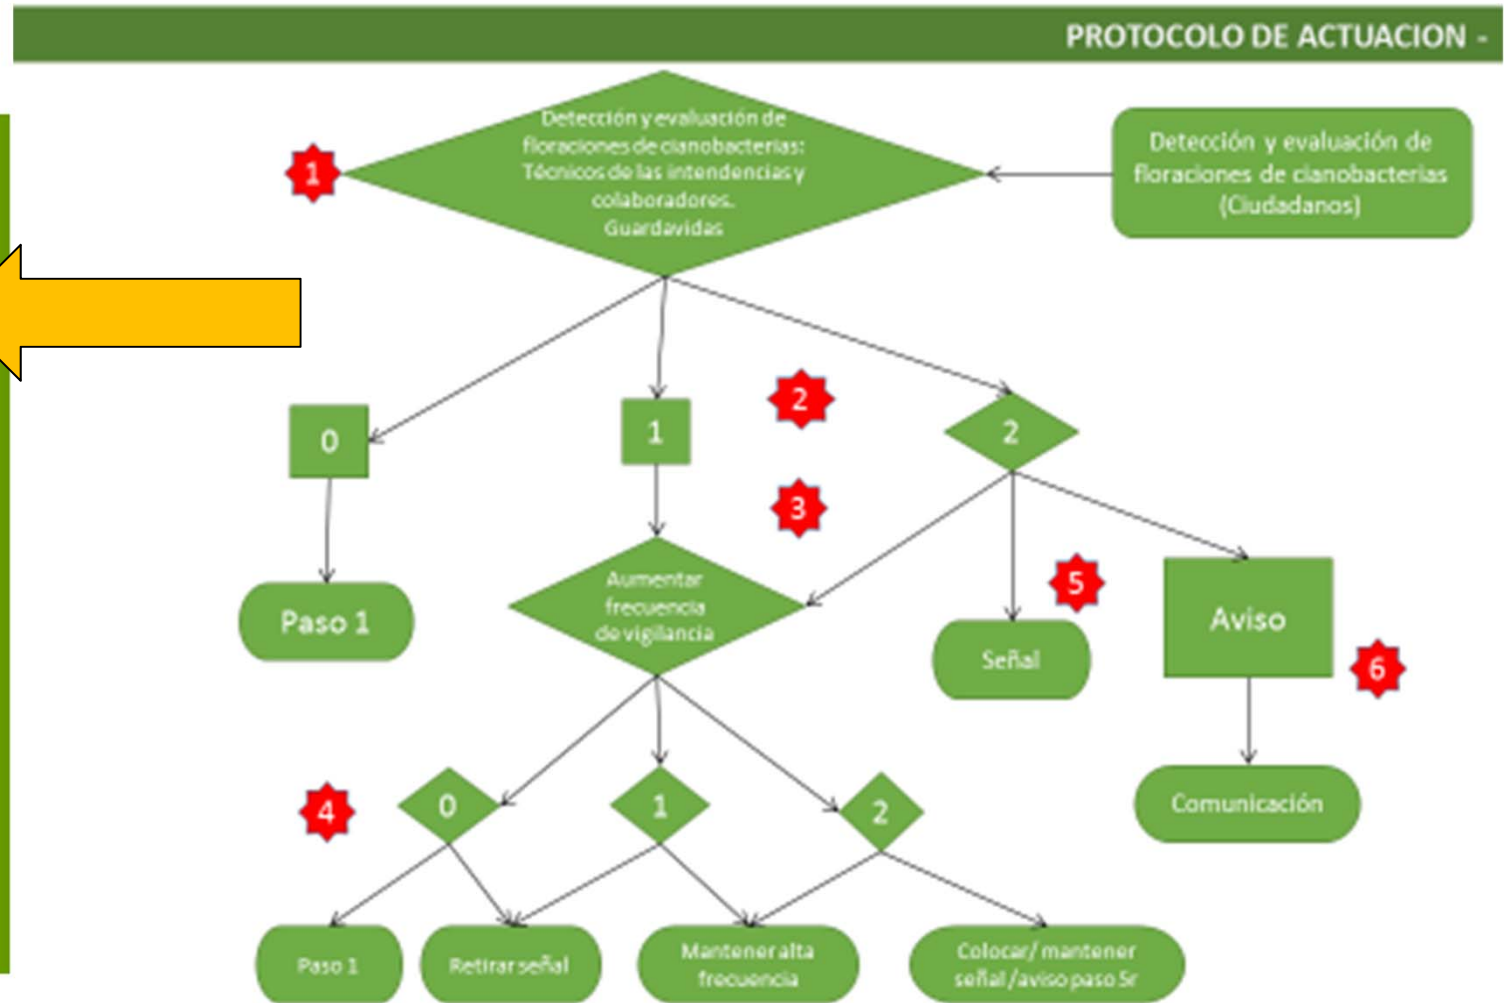 PROTOCOLO DE ACTUACION -
Detección y evaluación de
floraciones de cianobacterias:
Técnicos de las intendencias y
colaboradores.
Guardavidas
1
Detección y evaluación de
floraciones de cianobacterias
(Ciudadanos)
0
1
2
2
3
Paso 1
Aumentar
frecuencia
de vigilancia
5
Señal
Aviso
6
4
0
1
2
Comunicación
Paso 1
Retirar señal
Mantener alta
frecuencia
Colocar/ mantener
señal /aviso paso 5r